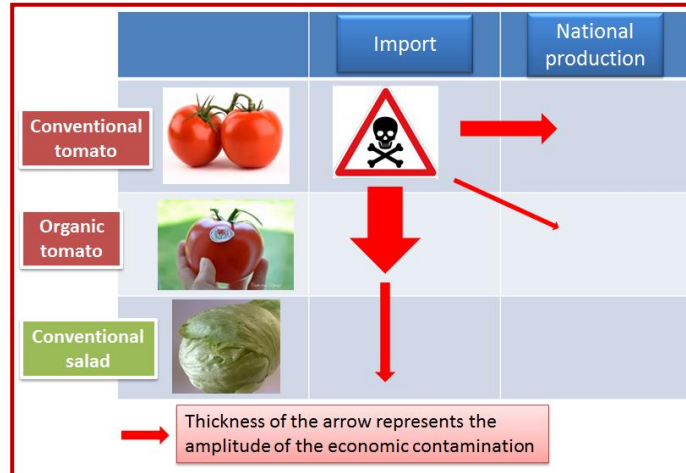 Import
National
production
Conventional
tomato
Organic
tomato
Conventional
salad
Thickness of the arrow represents the
amplitude of the economic contamination